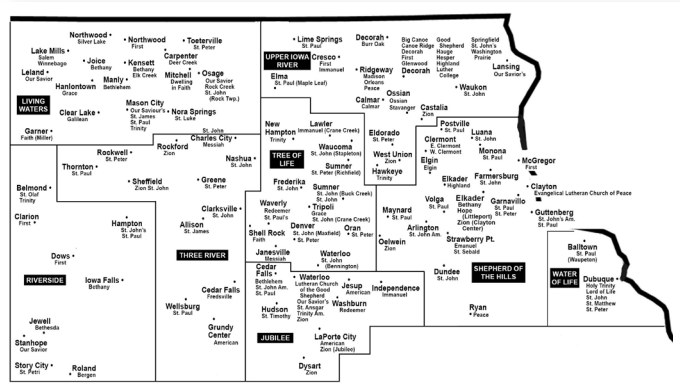 Northwood
Silver Lake
Northwood
First
Toeterville
St. Peter
Lake Mills
Salem
Winnebago
Joice
Bethany
Kensett
Bethany
Elk Creek
Carpenter
Deer Creek
Leland
Our Savior
Hanlontown
Grace
Manly
Bethlehem
Mitchell
Dwelling
in Faith
Osage
Our Savior
Rock Creek
St. John
(Rock Twp.)
LIVING
WATERS
Mason City
Our Saviour's
St. James
St. Paul
Trinity
Nora Springs
St. Luke
Clear Lake
Galilean
Garner
Faith (Miller)
St. John
Charles City
Messiah
Rockford
Zion
Lime Springs
St. Paul
UPPER IOWA
RIVER
Cresco
First
Immanuel
Elma
St. Paul (Maple Leaf)
Decorah
Burr Oak
Ridgeway
Madison
Orleans
Peace
Calmar
Calmar
Big Canoe
Canoe Ridge
Decorah
First
Glenwood
Decorah
Good
Shepherd
Hauge
Hesper
Highland
Luther
College
Springfield
St. John's
Washington
Prairie
Lansing
Our Savior's
Waukon
St. John
Ossian
Ossian
Stavanger
Castalia
Zion
New
Hampton
Trinity
Lawler
Immanuel (Crane Creek)
TREE OF
LIFE
Waucoma
St. John (Stapleton)
Sumner
St. Peter (Richfield)
Eldorado
St. Peter
West Union
Zion
Hawkeye
Trinity
Postville
St. Paul
Clermont
E. Clermont
W. Clermont
Luana
St. John
Monona
St. Paul
Elgin
Elgin
McGregor
First
Rockwell
St. Peter
Thornton
St. Paul
Nashua
St. John
Sheffield
Zion St. John
Greene
St. Peter
Frederika
St. John
Sumner
St. John (Buck Creek)
St. John
Elkader
Highland
Farmersburg
St. John
Clayton
Evangelical Lutheran Church of Peace
Belmond
St. Olaf
Trinity
Clarion
First
Hampton
St. John's
St. Paul
Clarksville
St. John
Allison
St. James
Waverly
Redeemer
St. Paul's
Tripoli
Grace
St. John (Crane Creek)
Shell Rock
Faith
Denver
St. John (Maxfield)
St. Peter
Oran
St. Peter
Maynard
St. Paul
Volga
St. Paul
Elkader
Bethany
Hope
(Littleport)
Zion (Clayton
Center)
Garnavillo
St. Paul
St. Peter
Guttenberg
St. John's Am.
St. Paul
Arlington
St. John Am.
Oelwein
Zion
Strawberry Pt.
Emanuel
St. Sebald
Balltown
St. Paul
(Waupeton)
Dows
First
THREE RIVER
Janesville
Messiah
Waterloo
St. John
(Bennington)
RIVERSIDE
Iowa Falls
Bethany
Cedar
Falls
Bethlehem
St. John Am.
St. Paul
Waterloo
Lutheran Church
of the Good
Shepherd
Our Savior's
St. Ansgar
Trinity Am.
Zion
Jesup
American
Independence
Immanuel
Washburn
Redeemer
Dundee
St. John
SHEPHERD OF
THE HILLS
WATER
OF LIFE
Dubuque
Holy Trinity
Lord of Life
St. John
St. Matthew
St. Peter
Cedar Falls
Fredsville
Wellsburg
St. Paul
Hudson
St. Timothy
Ryan
Peace
Jewell
Bethesda
Stanhope
Our Savior
Grundy
Center
American
JUBILEE
LaPorte City
American
Zion (Jubilee)
Dysart
Zion
Story City
St. Petri
Roland
Bergen